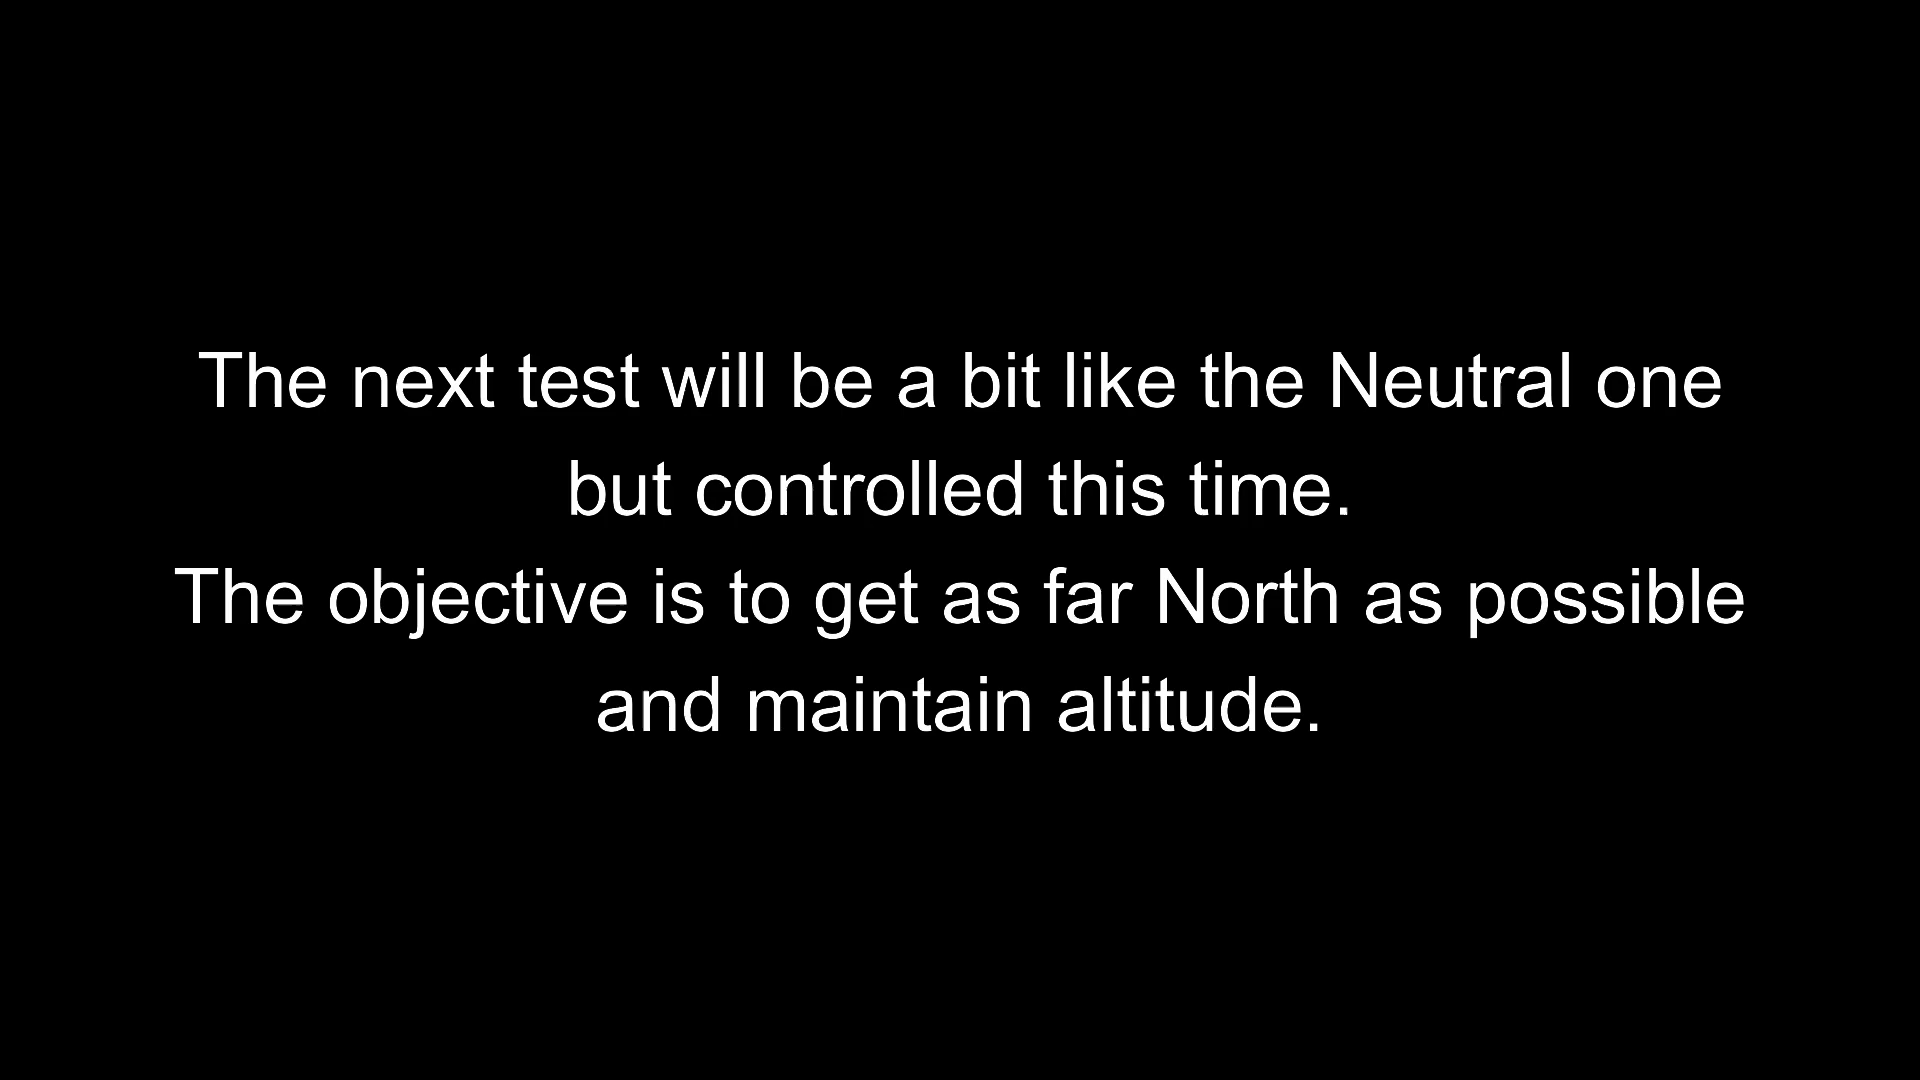 The next test will be a bit like the Neutral one
but controlled this time.
The objective is to get as far North as possible
and maintain altitude.